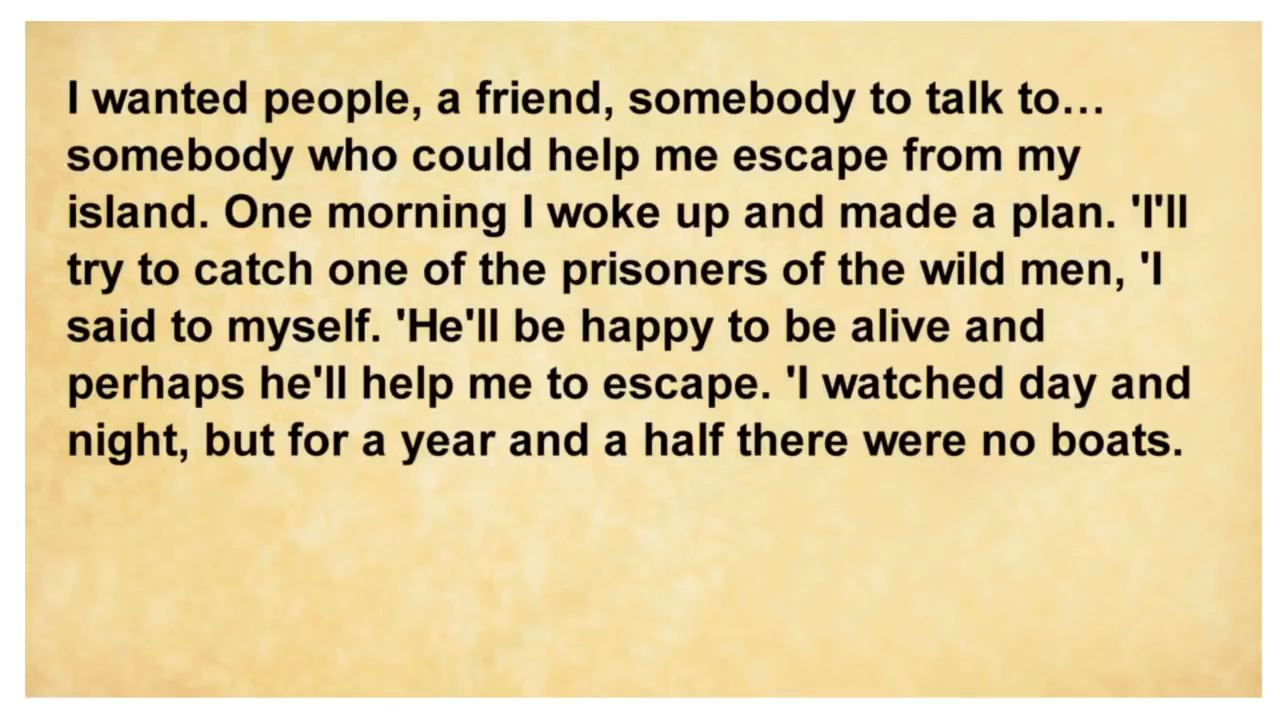 I wanted people, a friend, somebody to talk to…
somebody who could help me escape from my
island. One morning I woke up and made a plan. 'I'll
try to catch one of the prisoners of the wild men, 'I
said to myself. 'He'll be happy to be alive and
perhaps he'll help me to escape. 'I watched day and
night, but for a year and a half there were no boats.